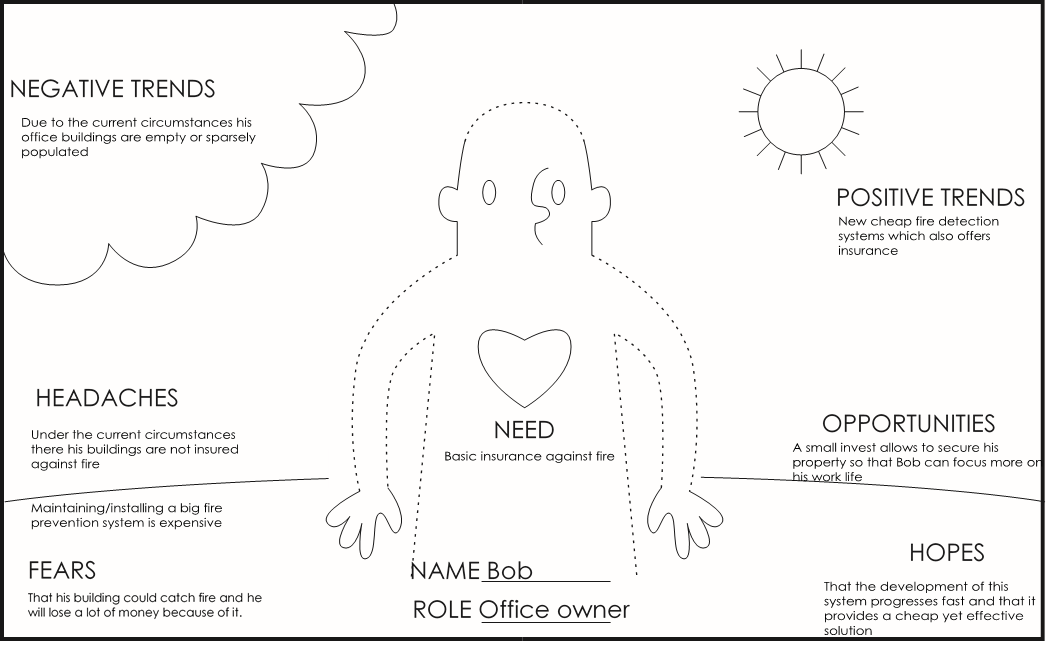 NEGATIVE TRENDS
Due to the current circumstances his
office buildings are empty or sparsely
populated
POSITIVE TRENDS
New cheap fire detection
systems which also offers
insurance
HEADACHES
Under the current circumstances
there his buildings are not insured
against fire
Maintaining/installing a big fire
prevention system is expensive
NEED
Basic insurance against fire
OPPORTUNITIES
A small invest allows to secure his
property so that Bob can focus more on
his work life
FEARS
That his building could catch fire and he
will lose a lot of money because of it.
NAME Bob
ROLE Office owner
HOPES
That the development of this
system progresses fast and that it
provides a cheap yet effective
solution